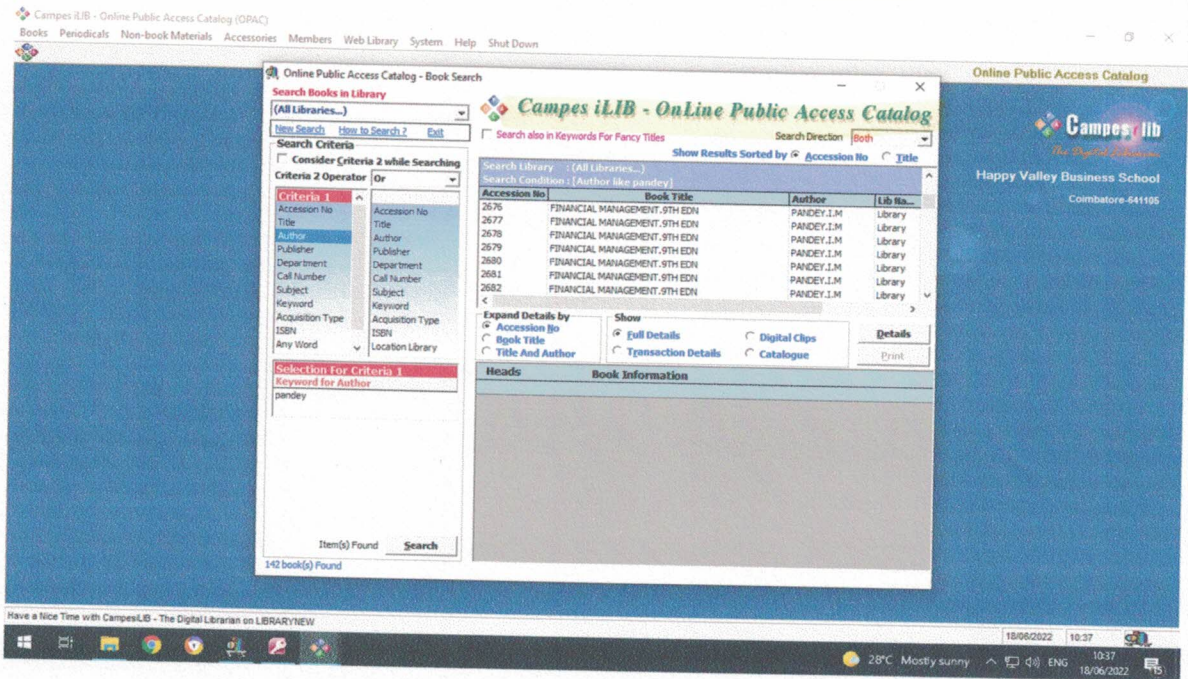 Campes iLIB - Online Public Access Catalog (OPAC)
Books Periodicals Non-book Materials Accessories Members Web Library System Help Shut Down
Online Public Access Catalog
Campes ilib
The Digital Librarian
Happy Valley Business School
Coimbatore-641105
Online Public Access Catalog - Book Search
Search Books in Library
(All Libraries...)
New Search How to Search ? Exit
Search Criteria
Consider Criteria 2 while Searching
Criteria 2 Operator Or
Criteria 1
Accession No
Title
Author
Publisher
Department
Call Number
Subject
Keyword
Acquisition Type
ISBN
Any Word
Accession No
Title
Author
Publisher
Department
Call Number
Subject
Keyword
Acquisition Type
ISBN
Location Library
Selection For Criteria 1
Keyword for Author
pandey
Item(s) Found Search
142 book(s) Found
Campes iLIB - OnLine Public Access Catalog
Search also in Keywords For Fancy Titles Search Direction Both
Show Results Sorted by Accession No Title
Search Library : (All Libraries...)
Search Condition : [Author like pandey]
Accession No Book Title Author Lib Na...
2676 FINANCIAL MANAGEMENT.9TH EDN PANDEY.I.M Library
2677 FINANCIAL MANAGEMENT.9TH EDN PANDEY.I.M Library
2678 FINANCIAL MANAGEMENT.9TH EDN PANDEY.I.M Library
2679 FINANCIAL MANAGEMENT.9TH EDN PANDEY.I.M Library
2680 FINANCIAL MANAGEMENT.9TH EDN PANDEY.I.M Library
2681 FINANCIAL MANAGEMENT.9TH EDN PANDEY.I.M Library
2682 FINANCIAL MANAGEMENT.9TH EDN PANDEY.I.M Library
Expand Details by
Accession No
Book Title
Title And Author
Show
Full Details
Transaction Details
Digital Clips
Catalogue
Details
Print
Heads Book Information
Have a Nice Time with CampesiLIB - The Digital Librarian on LIBRARYNEW
18/06/2022 10:37
28°C Mostly sunny ENG
10:37
18/06/2022
15